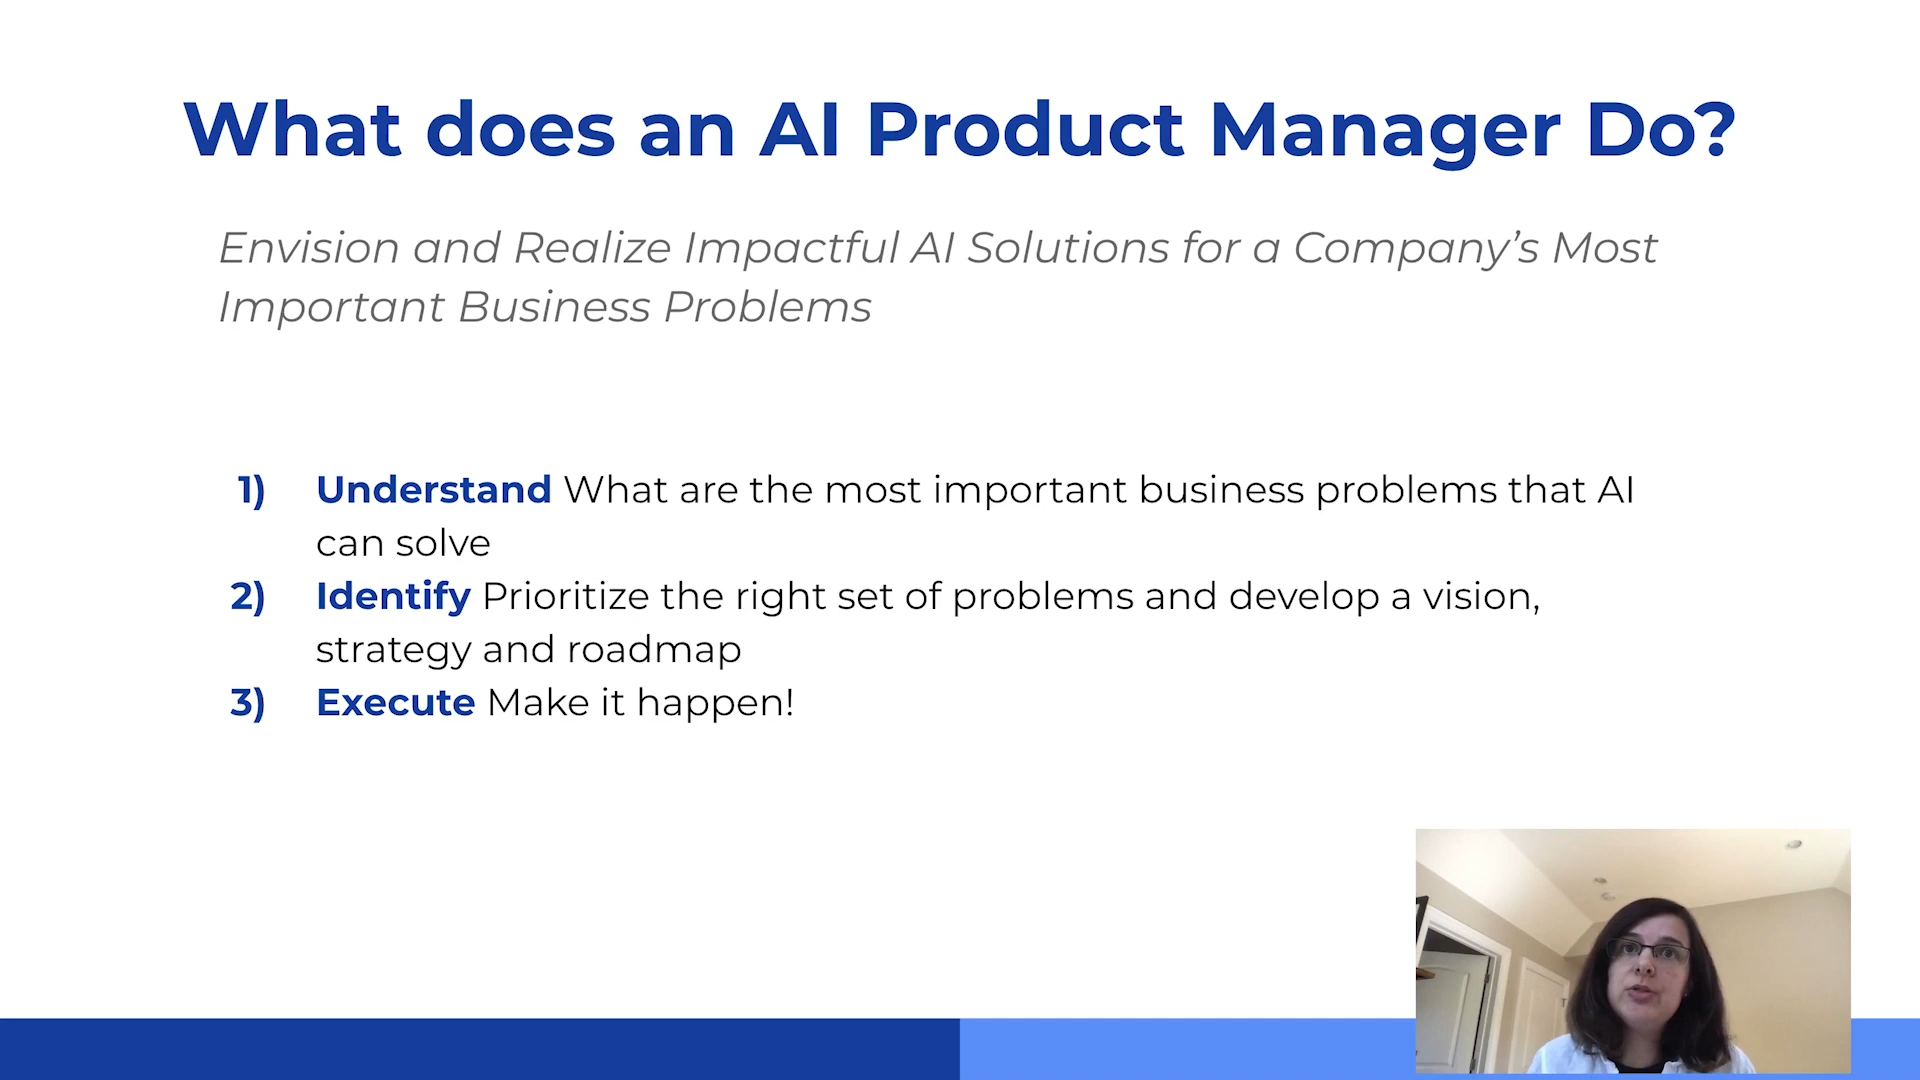 What does an AI Product Manager Do?
Envision and Realize Impactful AI Solutions for a Company’s Most
Important Business Problems
1) Understand What are the most important business problems that AI
can solve
2) Identify Prioritize the right set of problems and develop a vision,
strategy and roadmap
3) Execute Make it happen!